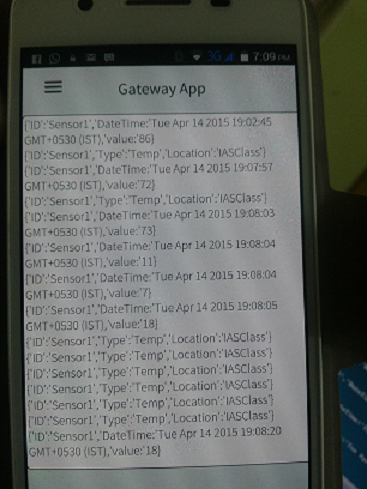 3G
7:09 PM
Gateway App
{'ID':'Sensor1','DateTime:'Tue Apr 14 2015 19:02:45
GMT+0530 (IST),'value:'86}
{'ID':'Sensor1','Type':'Temp','Location':'IASClass'}
{'ID':'Sensor1','DateTime:'Tue Apr 14 2015 19:07:57
GMT+0530 (IST),'value:'72}
{'ID':'Sensor1','Type':'Temp','Location':'IASClass'}
{'ID':'Sensor1','DateTime:'Tue Apr 14 2015 19:08:03
GMT+0530 (IST),'value:'73}
{'ID':'Sensor1','DateTime:'Tue Apr 14 2015 19:08:04
GMT+0530 (IST),'value:'11}
{'ID':'Sensor1','DateTime:'Tue Apr 14 2015 19:08:04
GMT+0530 (IST),'value:'7}
{'ID':'Sensor1','DateTime:'Tue Apr 14 2015 19:08:05
GMT+0530 (IST),'value:'18}
{'ID':'Sensor1','Type':'Temp','Location':'IASClass'}
{'ID':'Sensor1','Type':'Temp','Location':'IASClass'}
{'ID':'Sensor1','Type':'Temp','Location':'IASClass'}
{'ID':'Sensor1','Type':'Temp','Location':'IASClass'}
{'ID':'Sensor1','Type':'Temp','Location':'IASClass'}
{'ID':'Sensor1','Type':'Temp','Location':'IASClass'}
{'ID':'Sensor1','DateTime:'Tue Apr 14 2015 19:08:20
GMT+0530 (IST),'value:'18}